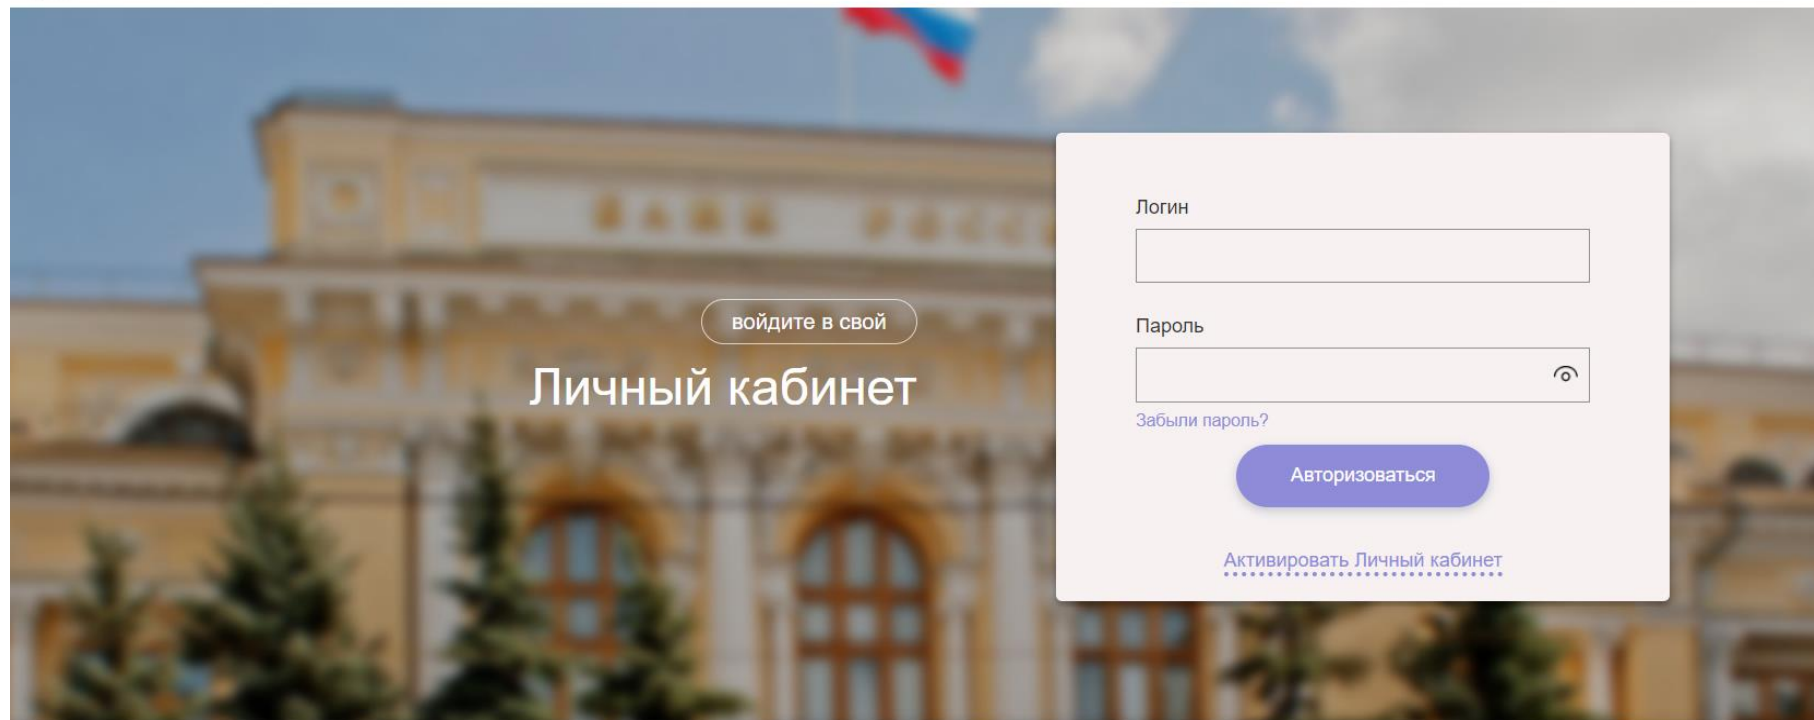 войдите в свой
Личный кабинет
Логин
Пароль
Забыли пароль?
Авторизоваться
Активировать Личный кабинет